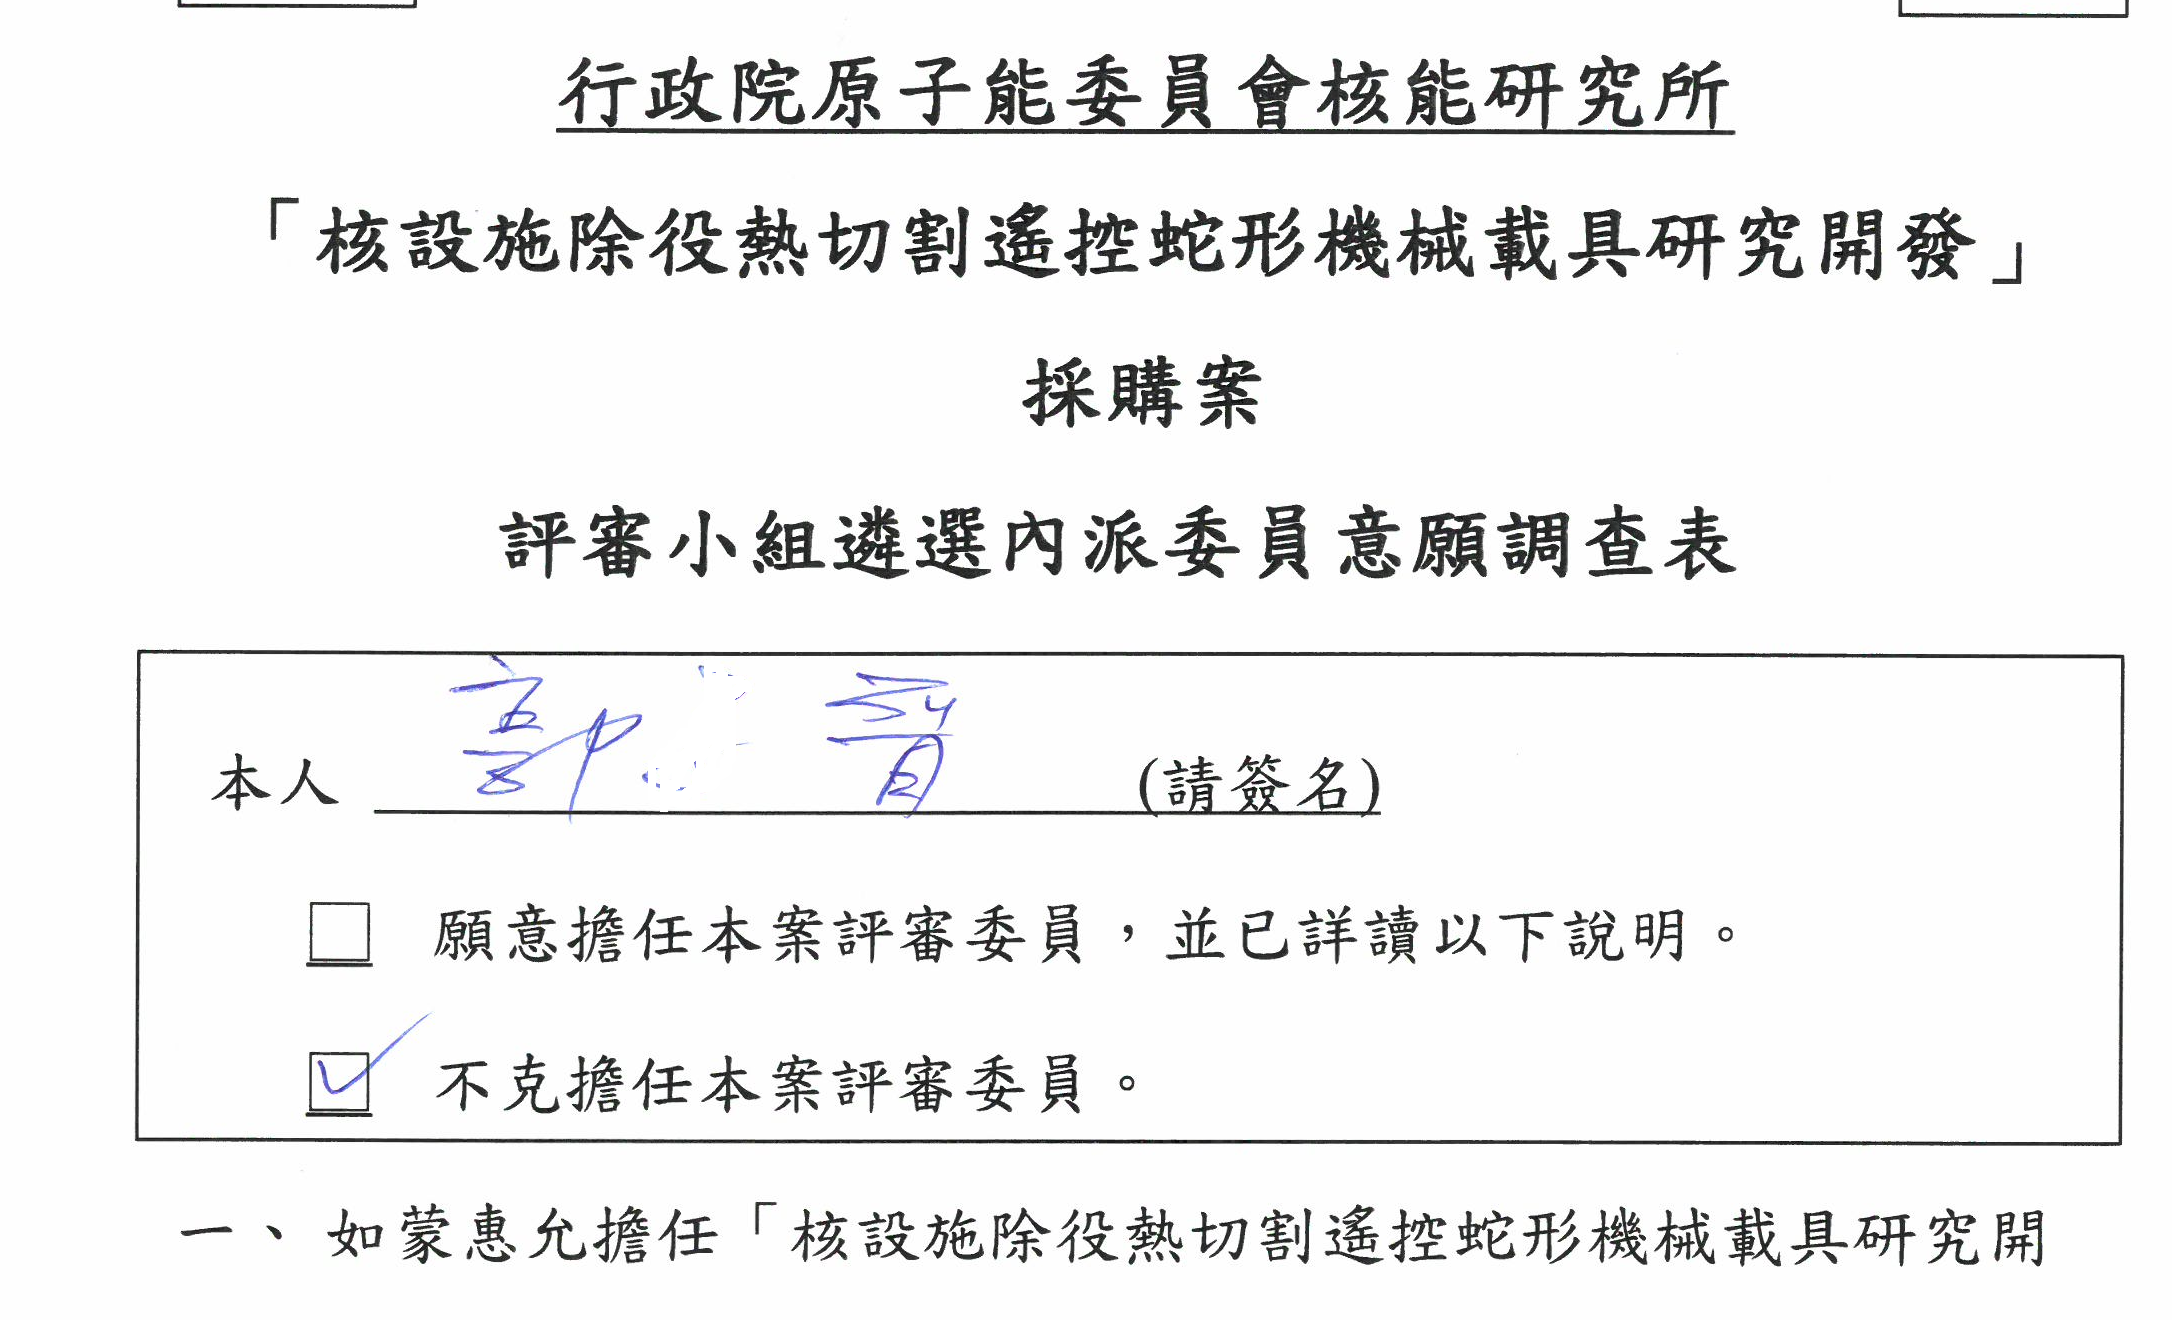 行政院原子能委員會核能研究所
「核設施除役熱切割遙控蛇形機械載具研究開發」
採購案
評審小組遴選內派委員意願調查表
本人 (請簽名)
願意擔任本案評審委員，並已詳讀以下說明。
不克擔任本案評審委員。
一、如蒙惠允擔任「核設施除役熱切割遙控蛇形機械載具研究開